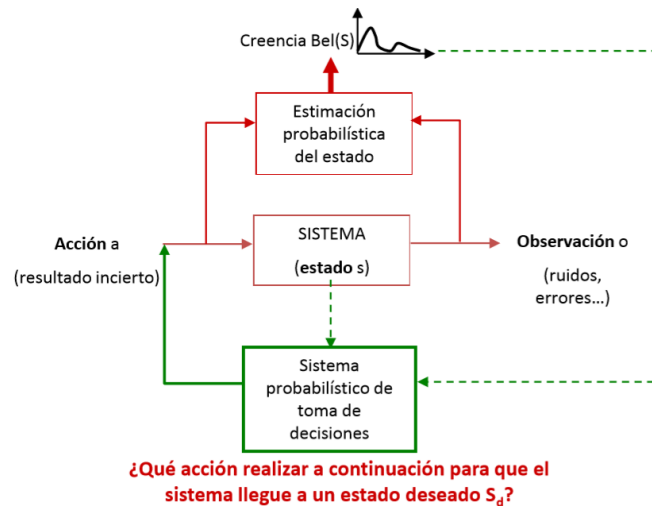 Creencia Bel(S)
Estimación
probabilística
del estado
Acción a
(resultado incierto)
SISTEMA
(estado s)
Observación o
(ruidos,
errores...)
Sistema
probabilístico de
toma de
decisiones
¿Qué acción realizar a continuación para que el
sistema llegue a un estado deseado Sd?